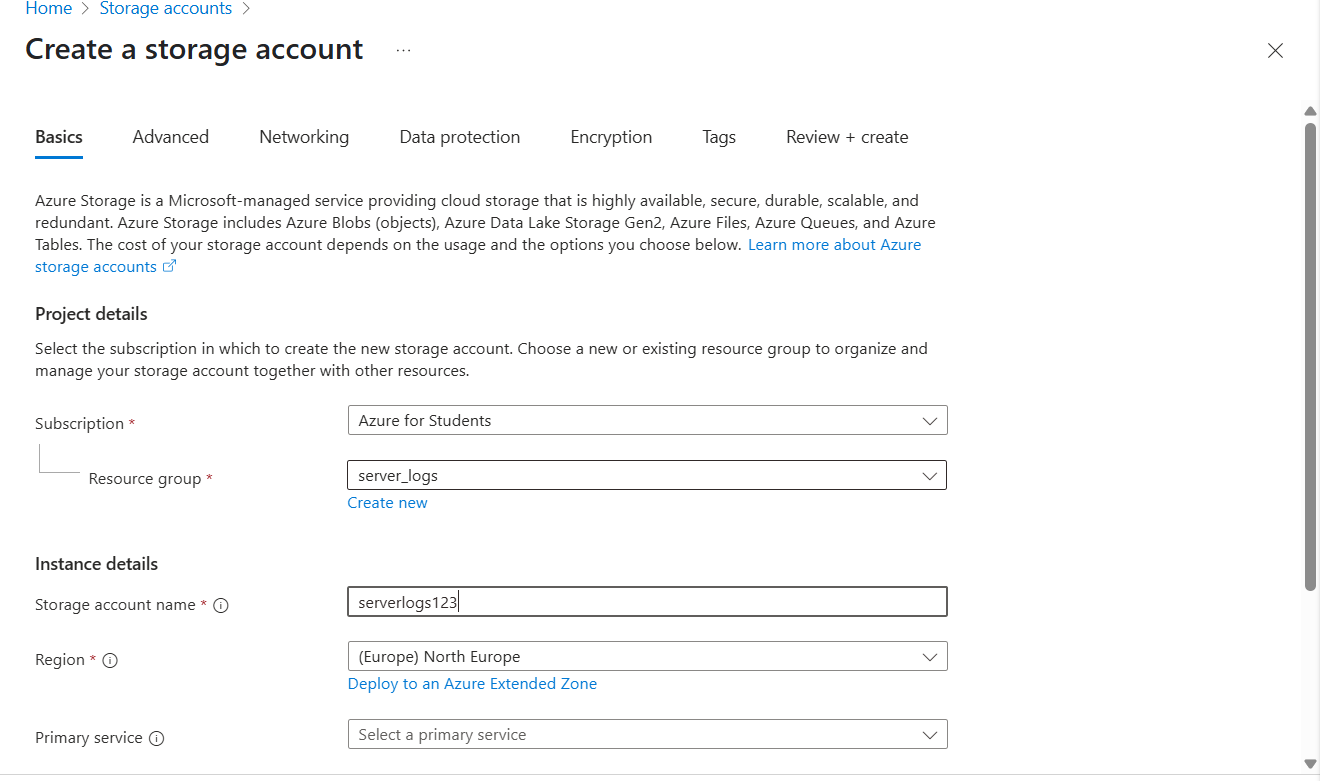 Home > Storage accounts >
Create a storage account ...
Basics Advanced Networking Data protection Encryption Tags Review + create
Azure Storage is a Microsoft-managed service providing cloud storage that is highly available, secure, durable, scalable, and
redundant. Azure Storage includes Azure Blobs (objects), Azure Data Lake Storage Gen2, Azure Files, Azure Queues, and Azure
Tables. The cost of your storage account depends on the usage and the options you choose below. Learn more about Azure
storage accounts
Project details
Select the subscription in which to create the new storage account. Choose a new or existing resource group to organize and
manage your storage account together with other resources.
Subscription * Azure for Students
Resource group * server_logs
Create new
Instance details
Storage account name * serverlogs123
Region * (Europe) North Europe
Deploy to an Azure Extended Zone
Primary service Select a primary service